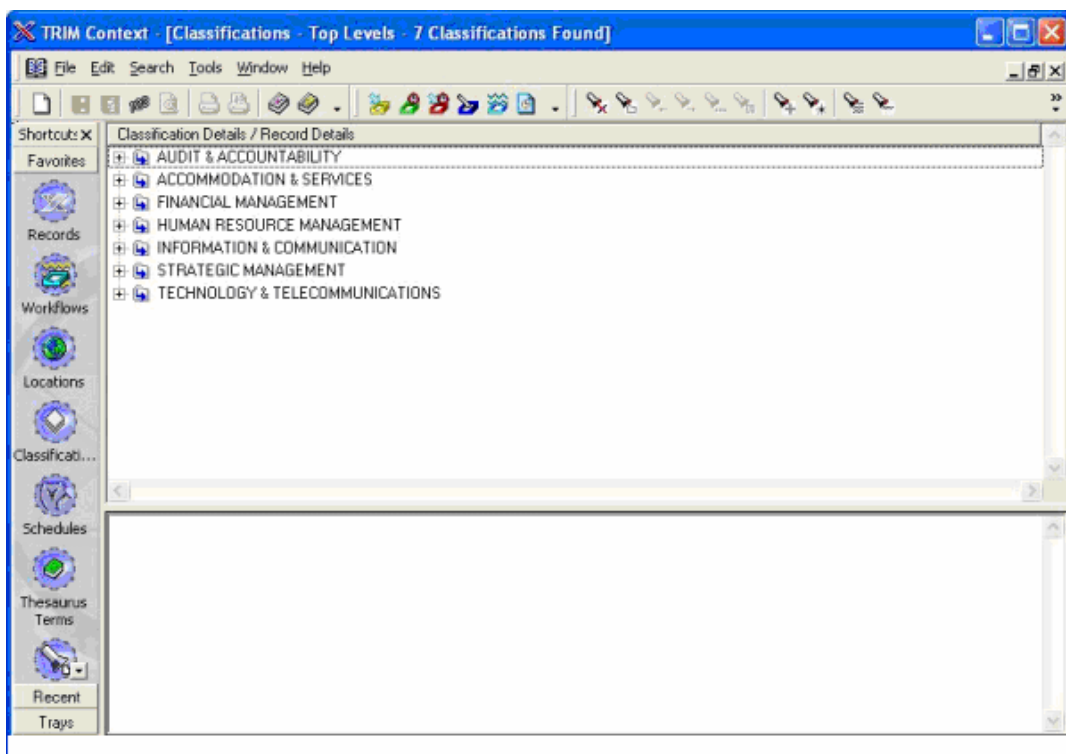 TRIM Context - [Classifications - Top Levels - 7 Classifications Found]
File Edit Search Tools Window Help
Shortcuts
Classification Details / Record Details
Favorites
AUDIT & ACCOUNTABILITY
ACCOMMODATION & SERVICES
FINANCIAL MANAGEMENT
HUMAN RESOURCE MANAGEMENT
INFORMATION & COMMUNICATION
STRATEGIC MANAGEMENT
TECHNOLOGY & TELECOMMUNICATIONS
Records
Workflows
Locations
Classificati...
Schedules
Thesaurus
Terms
Recent
Trays